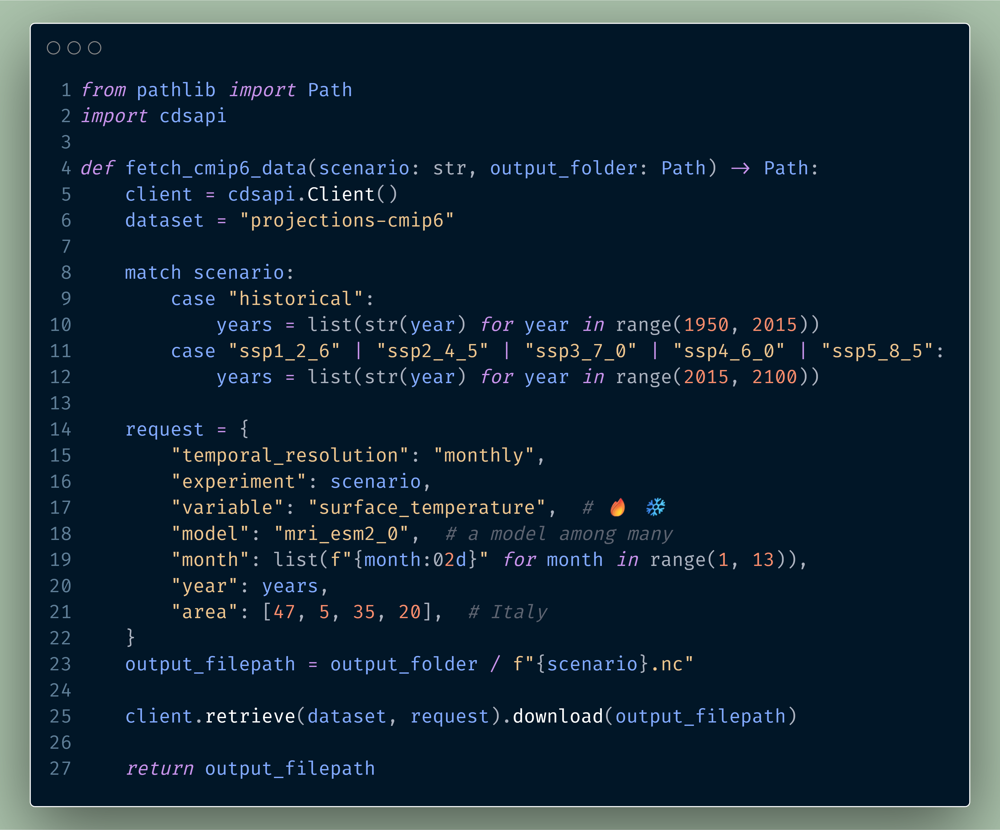 1 from pathlib import Path
2 import cdsapi
3
4 def fetch_cmip6_data(scenario: str, output_folder: Path) -> Path:
5     client = cdsapi.Client()
6     dataset = "projections-cmip6"
7
8     match scenario:
9         case "historical":
10             years = list(str(year) for year in range(1950, 2015))
11         case "ssp1_2_6" | "ssp2_4_5" | "ssp3_7_0" | "ssp4_6_0" | "ssp5_8_5":
12             years = list(str(year) for year in range(2015, 2100))
13
14     request = {
15         "temporal_resolution": "monthly",
16         "experiment": scenario,
17         "variable": "surface_temperature",  # 🔥 ❄️
18         "model": "mri_esm2_0",  # a model among many
19         "month": list(f"{month:02d}" for month in range(1, 13)),
20         "year": years,
21         "area": [47, 5, 35, 20],  # Italy
22     }
23     output_filepath = output_folder / f"{scenario}.nc"
24
25     client.retrieve(dataset, request).download(output_filepath)
26
27     return output_filepath